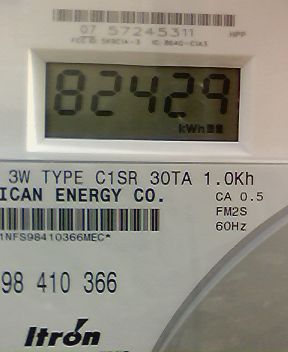 07 57245311
HPP
82429
kWh
3W TYPE C1SR 30TA 1.0Kh
ICAN ENERGY CO.
CA 0.5
FM2S
60Hz
1NFS98410366MEC*
98 410 366
Itron